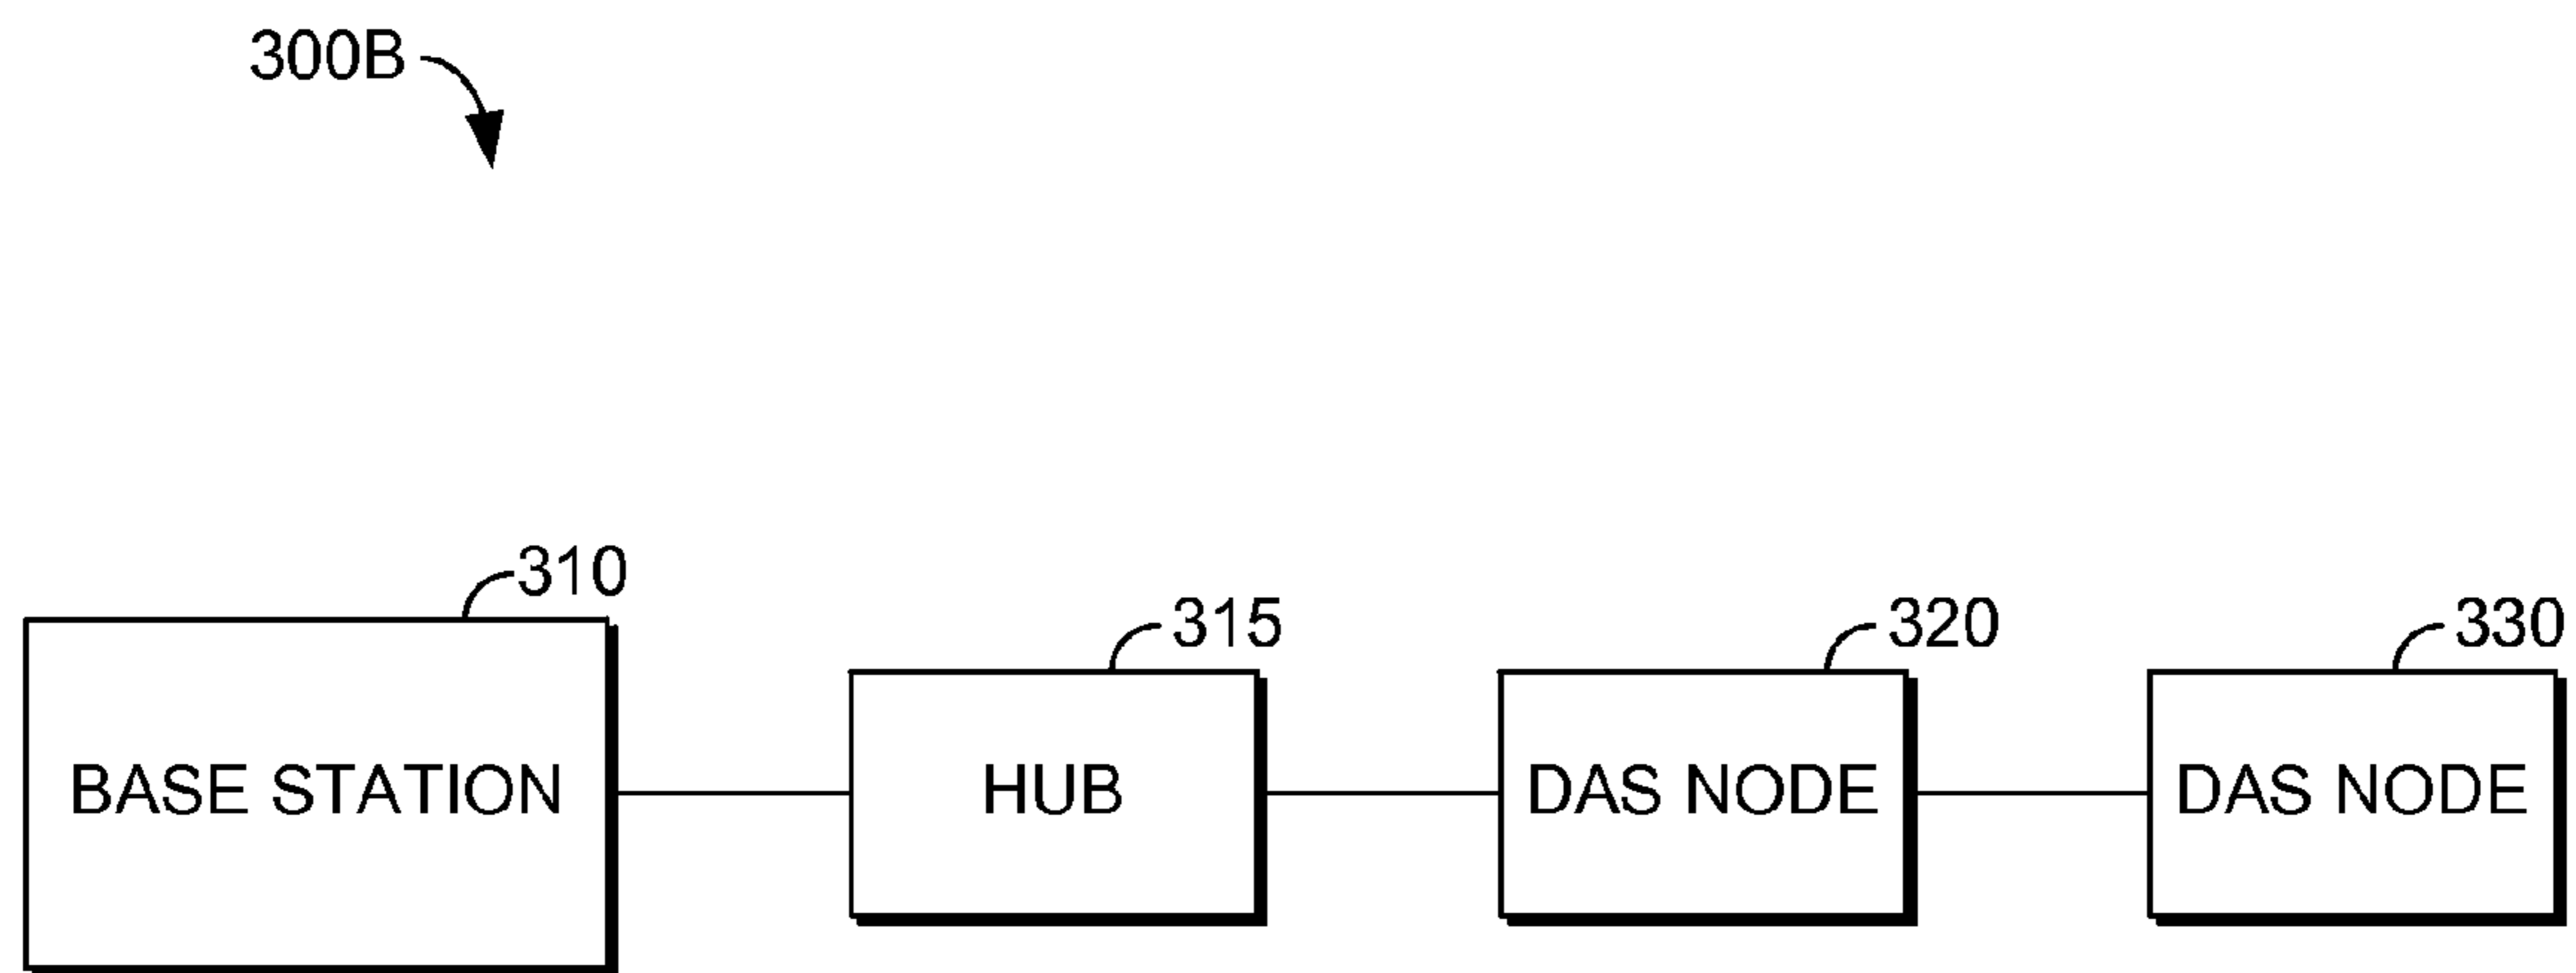 300B
310
315
320
330
BASE STATION
HUB
DAS NODE
DAS NODE